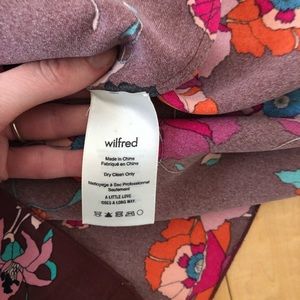 wilfred
Made in China
Fabriqué en Chine
Dry Clean Only
Nettoyage à Sec Professionnel
Seulement
A LITTLE LOVE
GOES A LONG WAY.